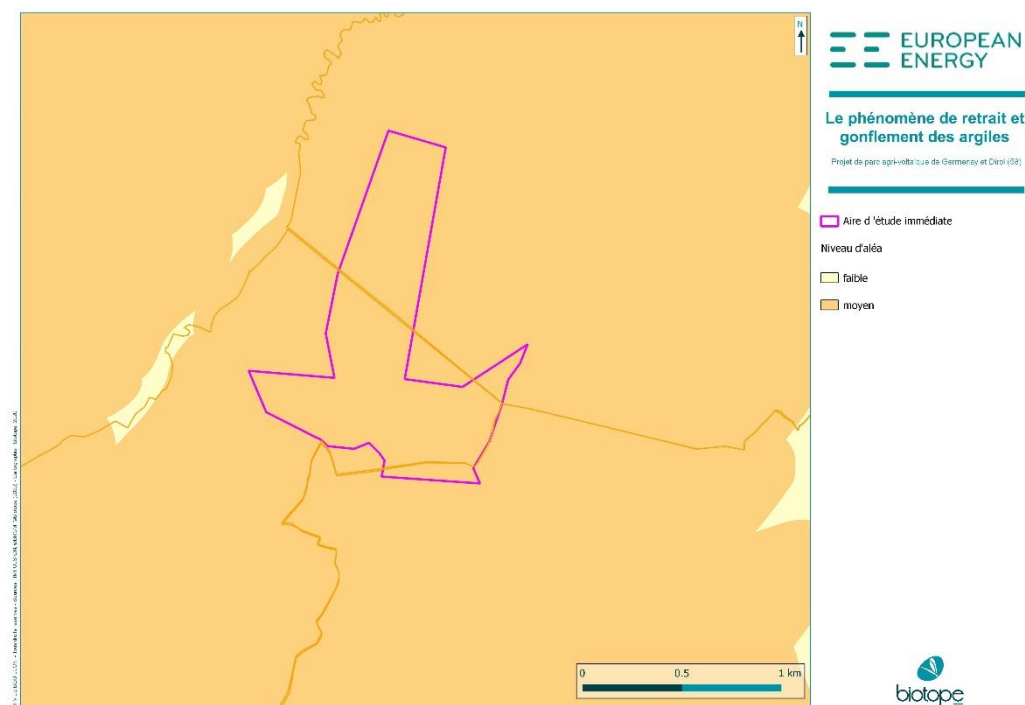 N
EUROPEAN
ENERGY
Le phénomène de retrait et
gonflement des argiles
Projet de parc agri-voltaïque de Germenay et Dirol (58)
Aire d 'étude immédiate
Niveau d'aléa
faible
moyen
0 0.5 1 km
biotope